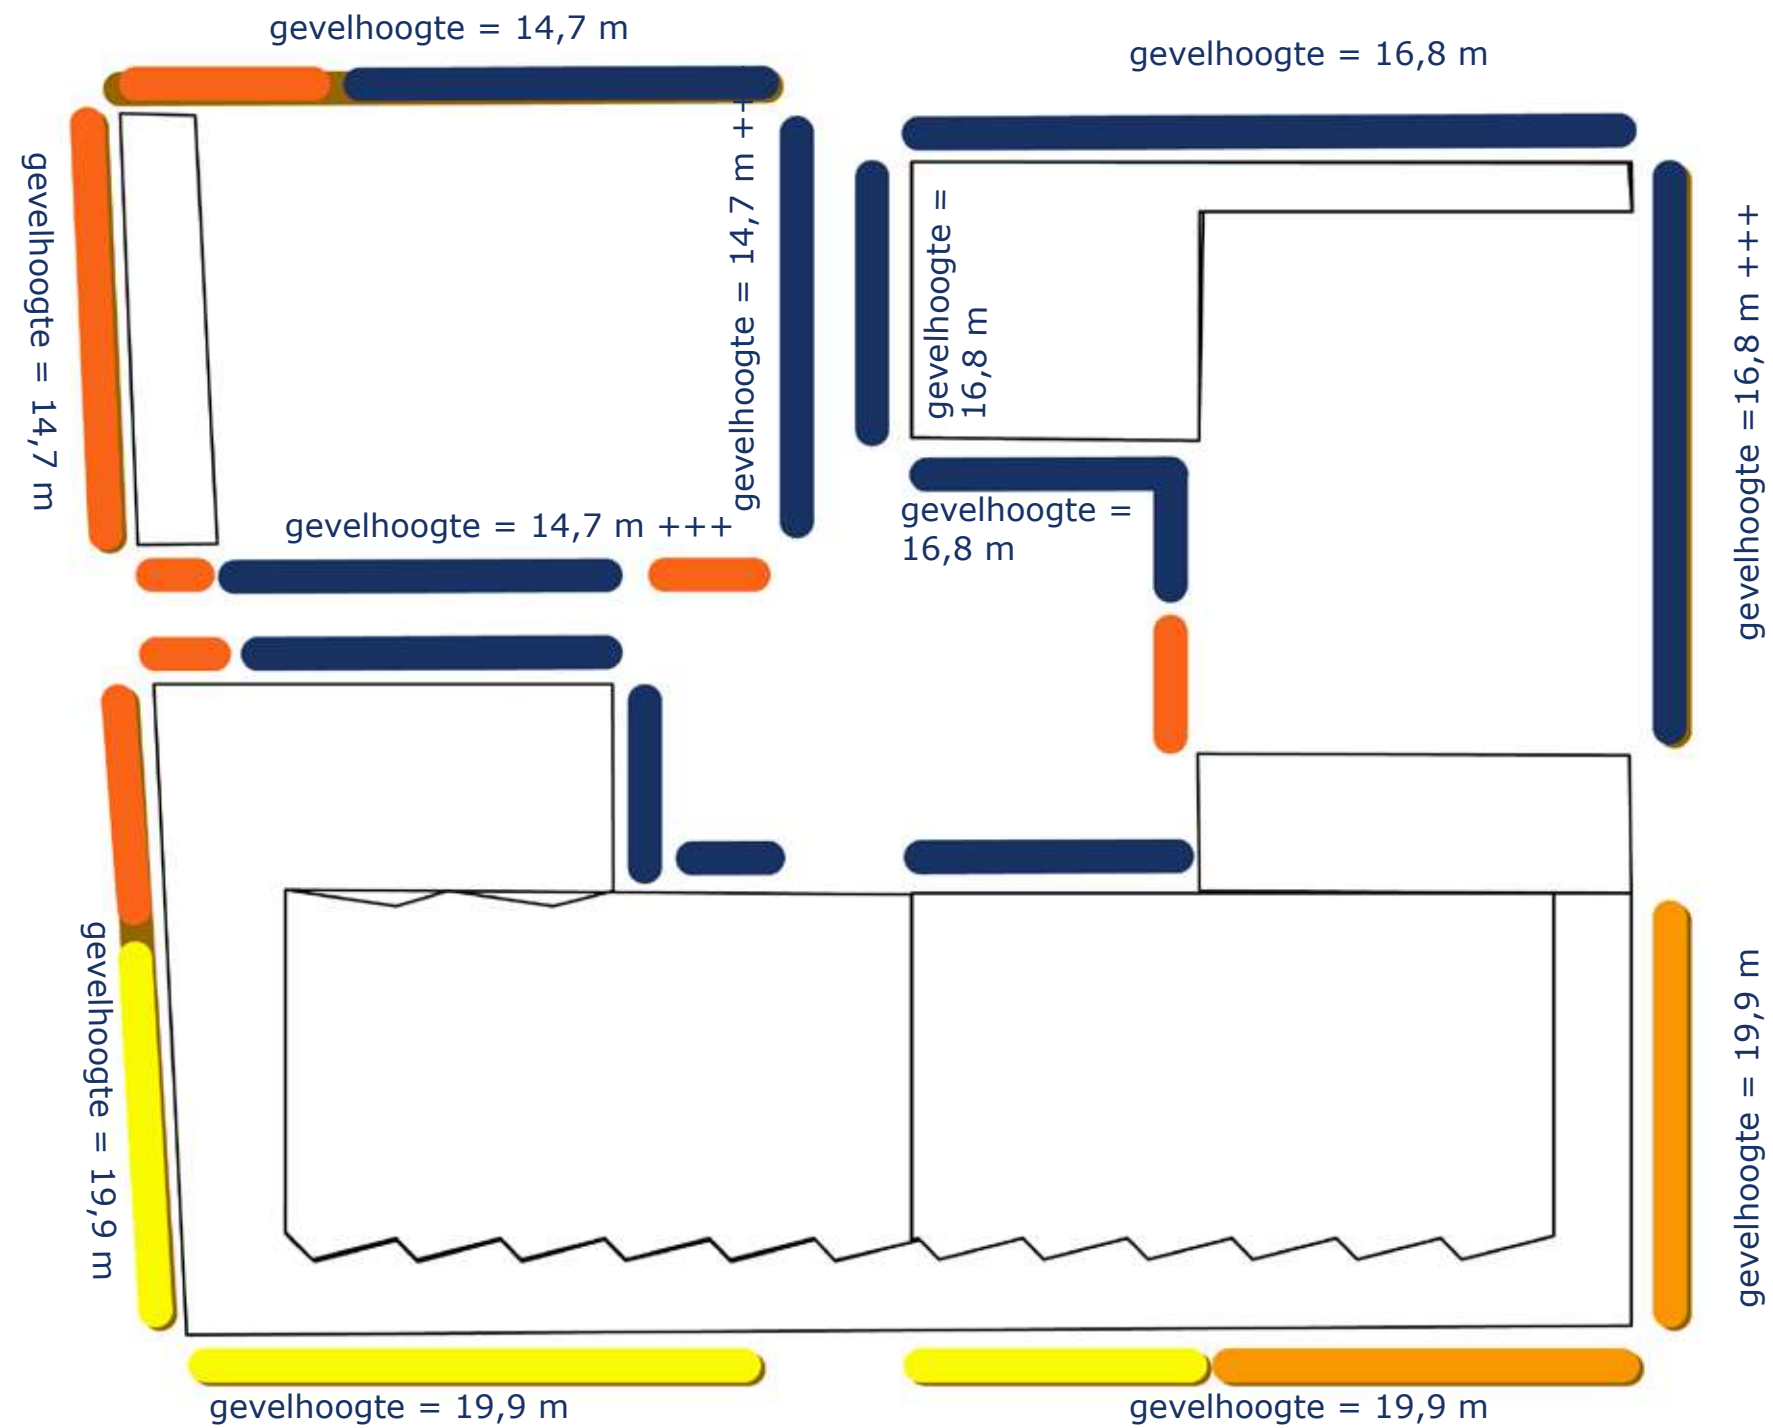 gevelhoogte = 14,7 m
gevelhoogte = 16,8 m
gevelhoogte = 14,7 m
gevelhoogte = 14,7 m ++
gevelhoogte =
16,8 m
gevelhoogte =16,8 m +++
gevelhoogte = 14,7 m +++
gevelhoogte =
16,8 m
gevelhoogte = 19,9 m
gevelhoogte = 19,9 m
gevelhoogte = 19,9 m
gevelhoogte = 19,9 m